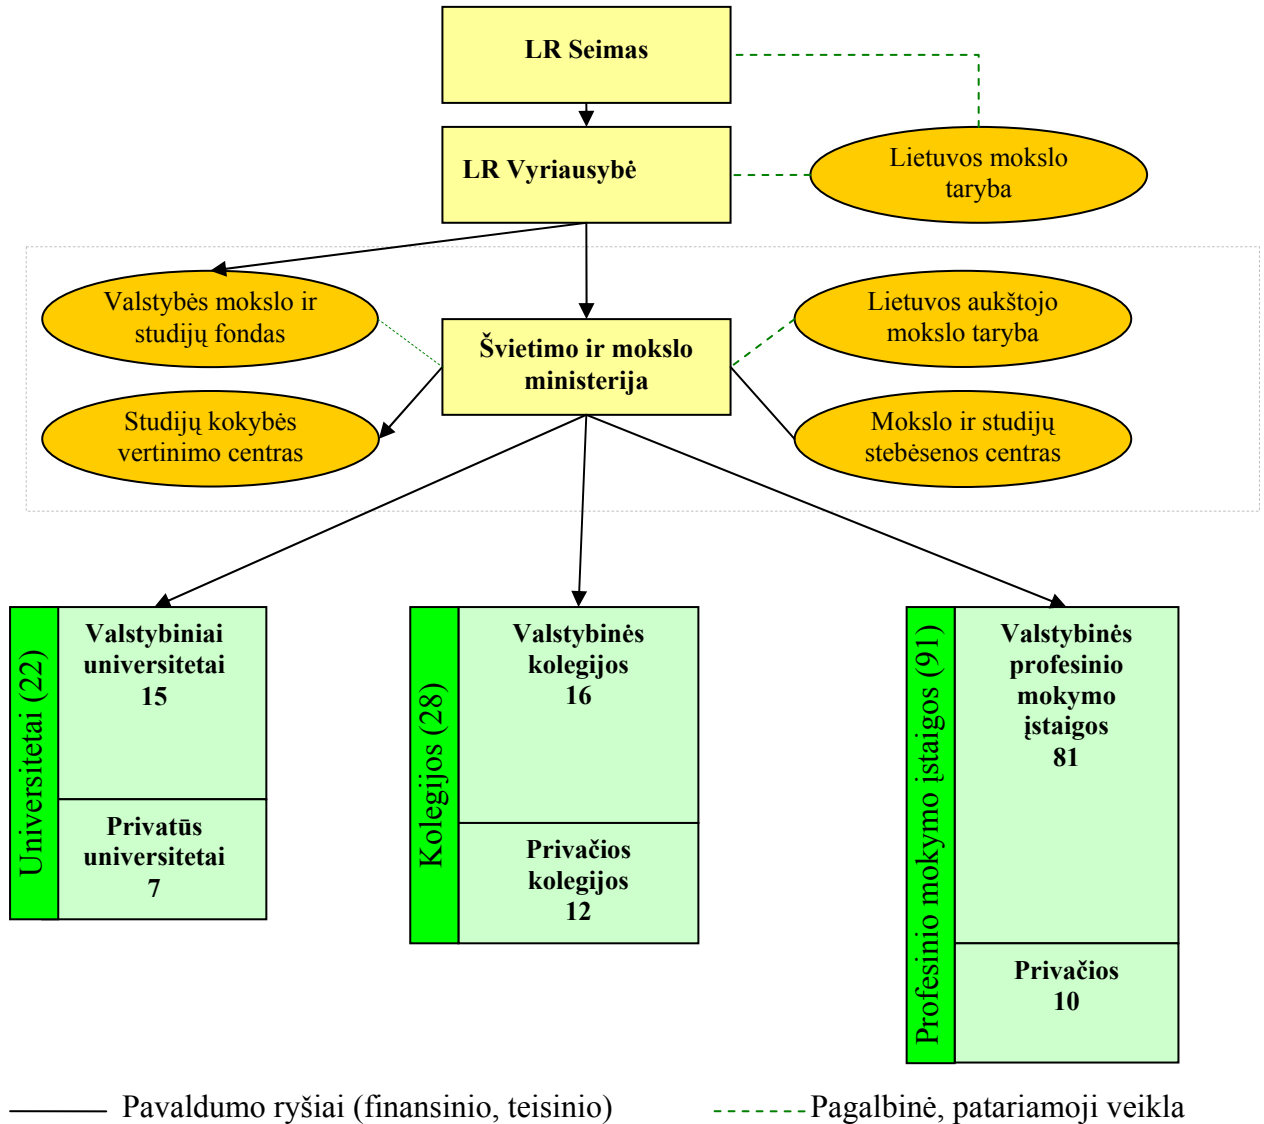 LR Seimas
LR Vyriausybė
Lietuvos mokslo
taryba
Valstybės mokslo ir
studijų fondas
Lietuvos aukštojo
mokslo taryba
Švietimo ir mokslo
ministerija
Studijų kokybės
vertinimo centras
Mokslo ir studijų
stebėsenos centras
Universitetai (22)
Valstybiniai
universitetai
15
Privatūs
universitetai
7
Kolegijos (28)
Valstybinės
kolegijos
16
Privačios
kolegijos
12
Profesinio mokymo įstaigos (91)
Valstybinės
profesinio
mokymo
įstaigos
81
Privačios
10
Pavaldumo ryšiai (finansinio, teisinio)
Pagalbinė, patariamoji veikla